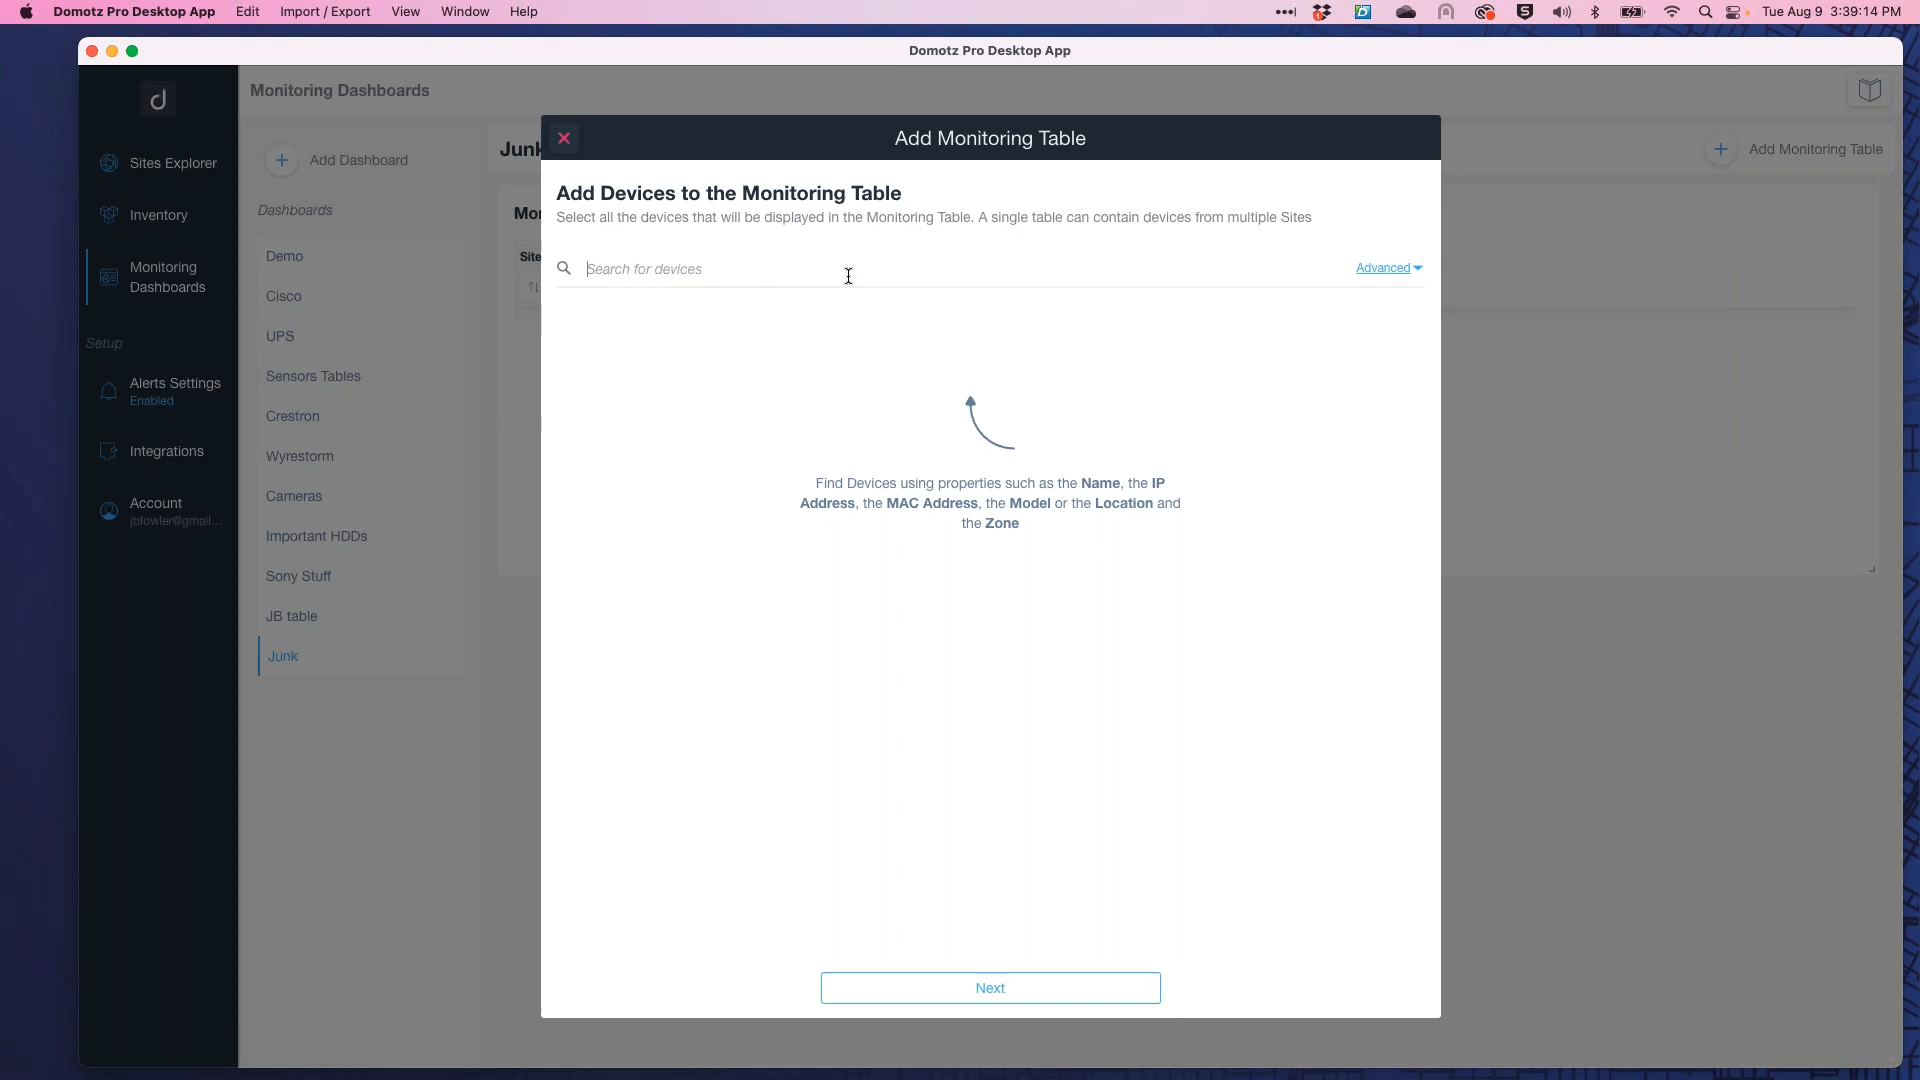 Domotz Pro Desktop App Edit Import / Export View Window Help Tue Aug 9 3:39:14 PM
Domotz Pro Desktop App
Monitoring Dashboards
Sites Explorer
Inventory
Monitoring
Dashboards
Setup
Alerts Settings
Enabled
Integrations
Account
jbfowler@gmail...
Add Dashboard
Dashboards
Demo
Cisco
UPS
Sensors Tables
Crestron
Wyrestorm
Cameras
Important HDDs
Sony Stuff
JB table
Junk
Junk
Add Monitoring Table
Mon
Site
Add Monitoring Table
Add Devices to the Monitoring Table
Select all the devices that will be displayed in the Monitoring Table. A single table can contain devices from multiple Sites
Search for devices
Advanced
Find Devices using properties such as the Name, the IP
Address, the MAC Address, the Model or the Location and
the Zone
Next